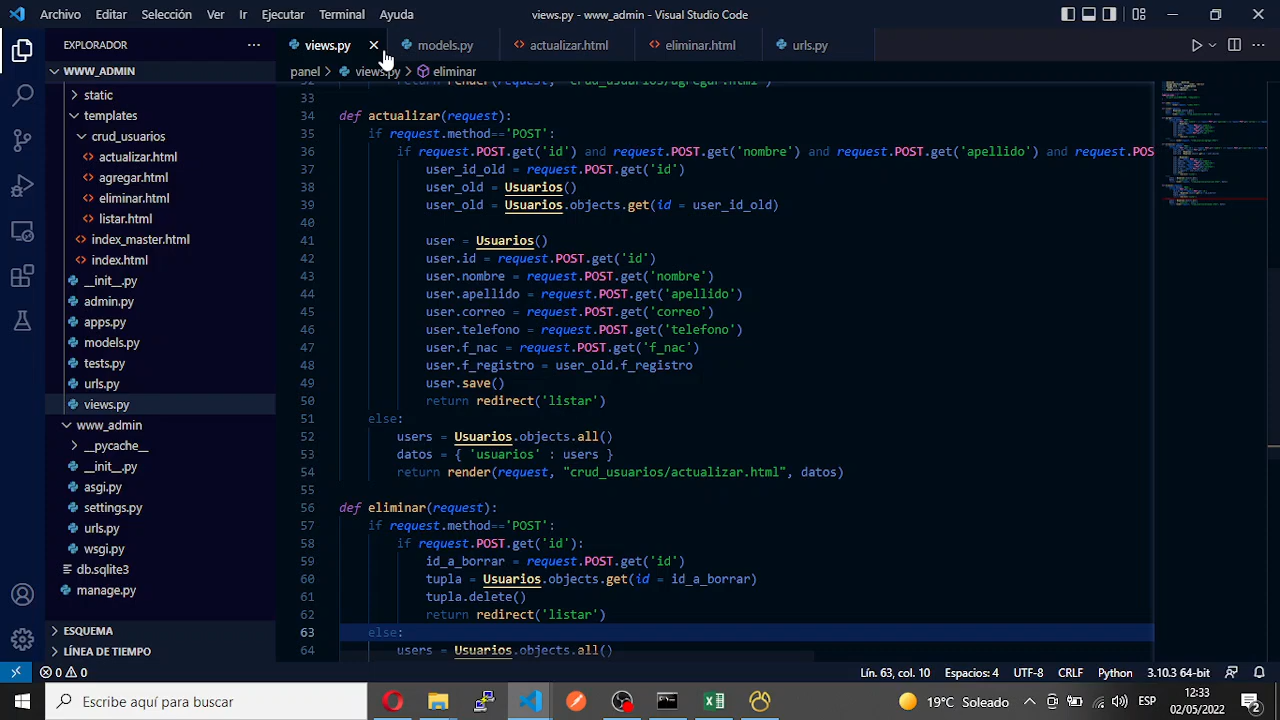 Archivo Editar Selección Ver Ir Ejecutar Terminal Ayuda views.py - www_admin - Visual Studio Code
EXPLORADOR
views.py
models.py
actualizar.html
eliminar.html
urls.py
panel > views.py > eliminar
WWW_ADMIN
static
templates
crud_usuarios
actualizar.html
agregar.html
eliminar.html
listar.html
index_master.html
index.html
__init__.py
admin.py
apps.py
models.py
tests.py
urls.py
views.py
www_admin
__pycache__
__init__.py
asgi.py
settings.py
urls.py
wsgi.py
db.sqlite3
manage.py
ESQUEMA
LÍNEA DE TIEMPO
32 return render(request, "crud_usuarios/agregar.html")
33
34 def actualizar(request):
35 if request.method=='POST':
36 if request.POST.get('id') and request.POST.get('nombre') and request.POST.get('apellido') and request.POS
37 user_id_old = request.POST.get('id')
38 user_old = Usuarios()
39 user_old = Usuarios.objects.get(id = user_id_old)
40
41 user = Usuarios()
42 user.id = request.POST.get('id')
43 user.nombre = request.POST.get('nombre')
44 user.apellido = request.POST.get('apellido')
45 user.correo = request.POST.get('correo')
46 user.telefono = request.POST.get('telefono')
47 user.f_nac = request.POST.get('f_nac')
48 user.f_registro = user_old.f_registro
49 user.save()
50 return redirect('listar')
51 else:
52 users = Usuarios.objects.all()
53 datos = { 'usuarios' : users }
54 return render(request, "crud_usuarios/actualizar.html", datos)
55
56 def eliminar(request):
57 if request.method=='POST':
58 if request.POST.get('id'):
59 id_a_borrar = request.POST.get('id')
60 tupla = Usuarios.objects.get(id = id_a_borrar)
61 tupla.delete()
62 return redirect('listar')
63 else:
64 users = Usuarios.objects.all()
0 0 Lín. 63, col. 10 Espacios: 4 UTF-8 CRLF Python 3.10.3 64-bit
Escribe aquí para buscar
19°C Soleado
ESP
12:33
02/05/2022
2